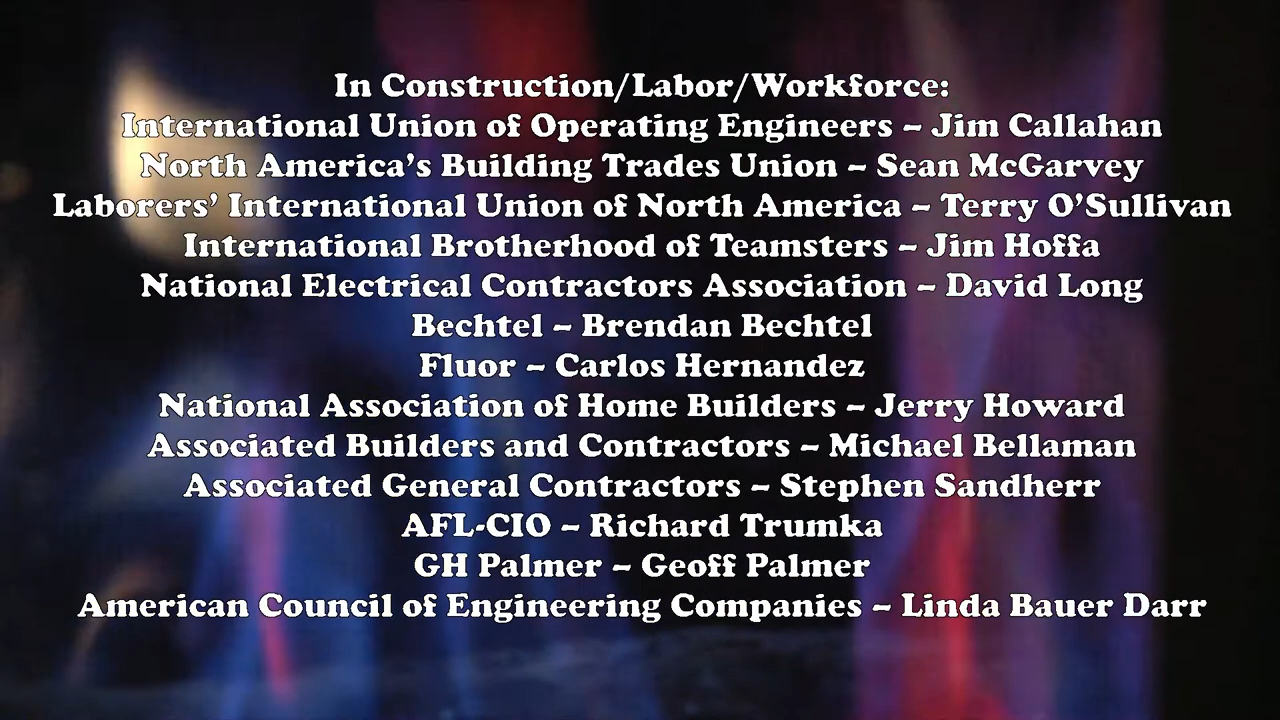 In Construction/Labor/Workforce:
International Union of Operating Engineers – Jim Callahan
North America’s Building Trades Union – Sean McGarvey
Laborers’ International Union of North America – Terry O’Sullivan
International Brotherhood of Teamsters – Jim Hoffa
National Electrical Contractors Association – David Long
Bechtel – Brendan Bechtel
Fluor – Carlos Hernandez
National Association of Home Builders – Jerry Howard
Associated Builders and Contractors – Michael Bellaman
Associated General Contractors – Stephen Sandherr
AFL-CIO – Richard Trumka
GH Palmer – Geoff Palmer
American Council of Engineering Companies – Linda Bauer Darr